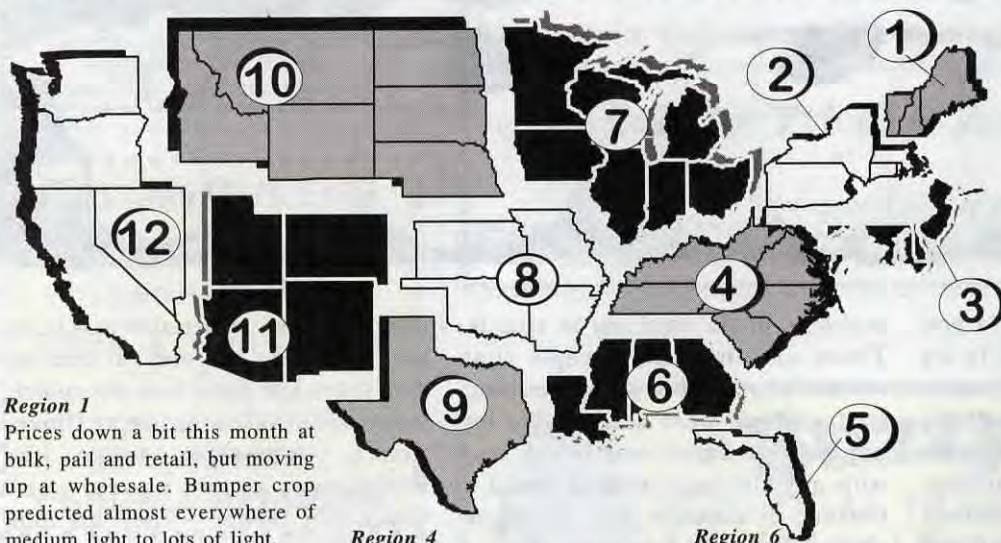 1
2
10
7
12
8
4
3
11
6
9
5
Region 1
Prices down a bit this month at
bulk, pail and retail, but moving
up at wholesale. Bumper crop
predicted almost everywhere of
medium light to lots of light
Region 4
Region 6